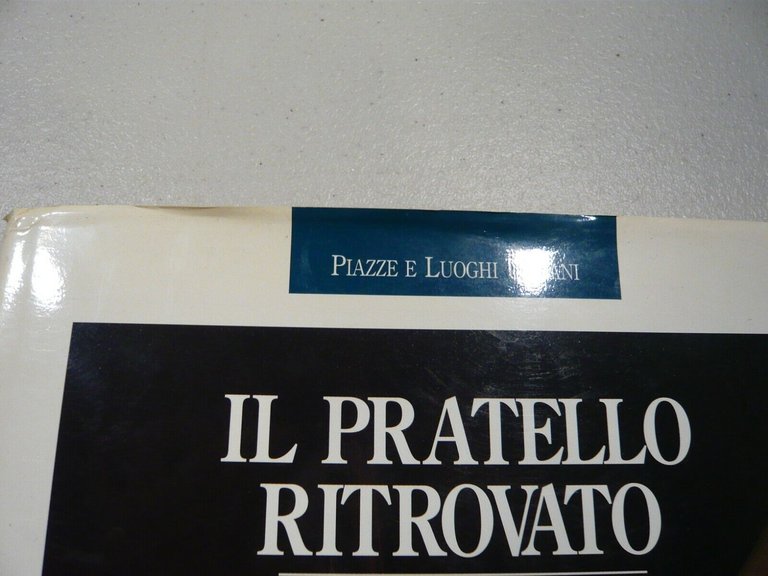 PIAZZE E LUOGHI
IL PRATELLO
RITROVATO